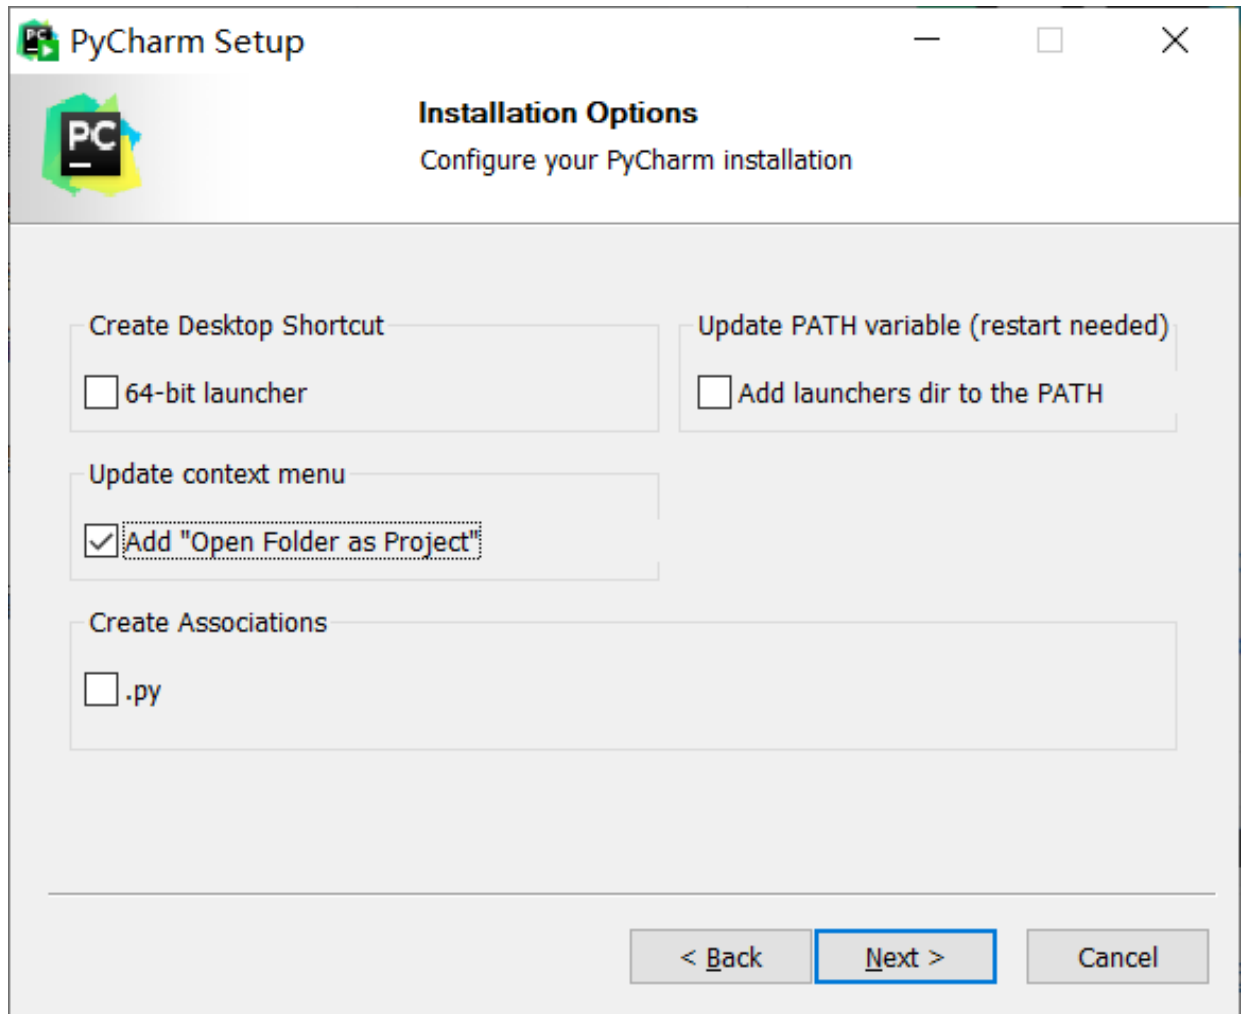 PyCharm Setup
PC
Installation Options
Configure your PyCharm installation
Create Desktop Shortcut
64-bit launcher
Update PATH variable (restart needed)
Add launchers dir to the PATH
Update context menu
Add "Open Folder as Project"
Create Associations
.py
< Back
Next >
Cancel